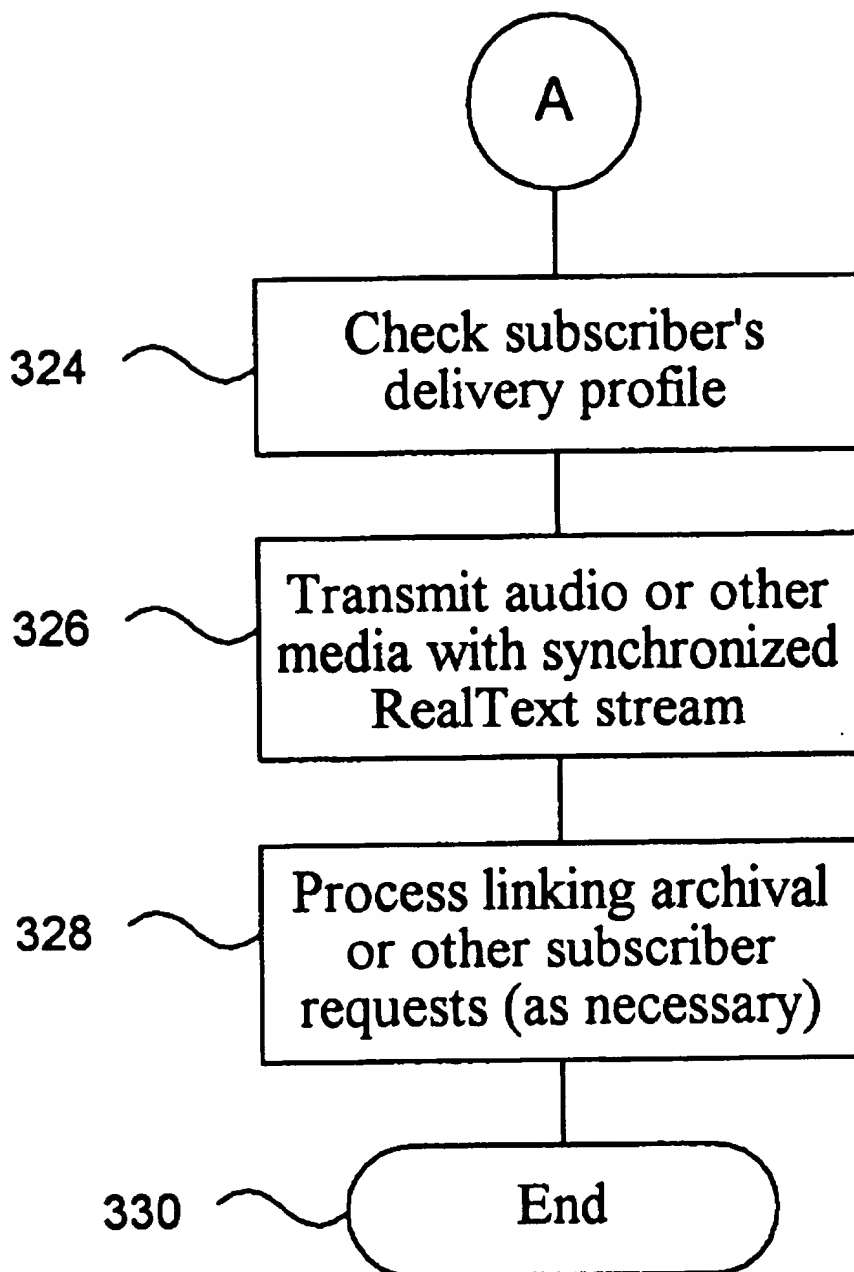 A
324
Check subscriber's
delivery profile
326
Transmit audio or other
media with synchronized
RealText stream
328
Process linking archival
or other subscriber
requests (as necessary)
330
End